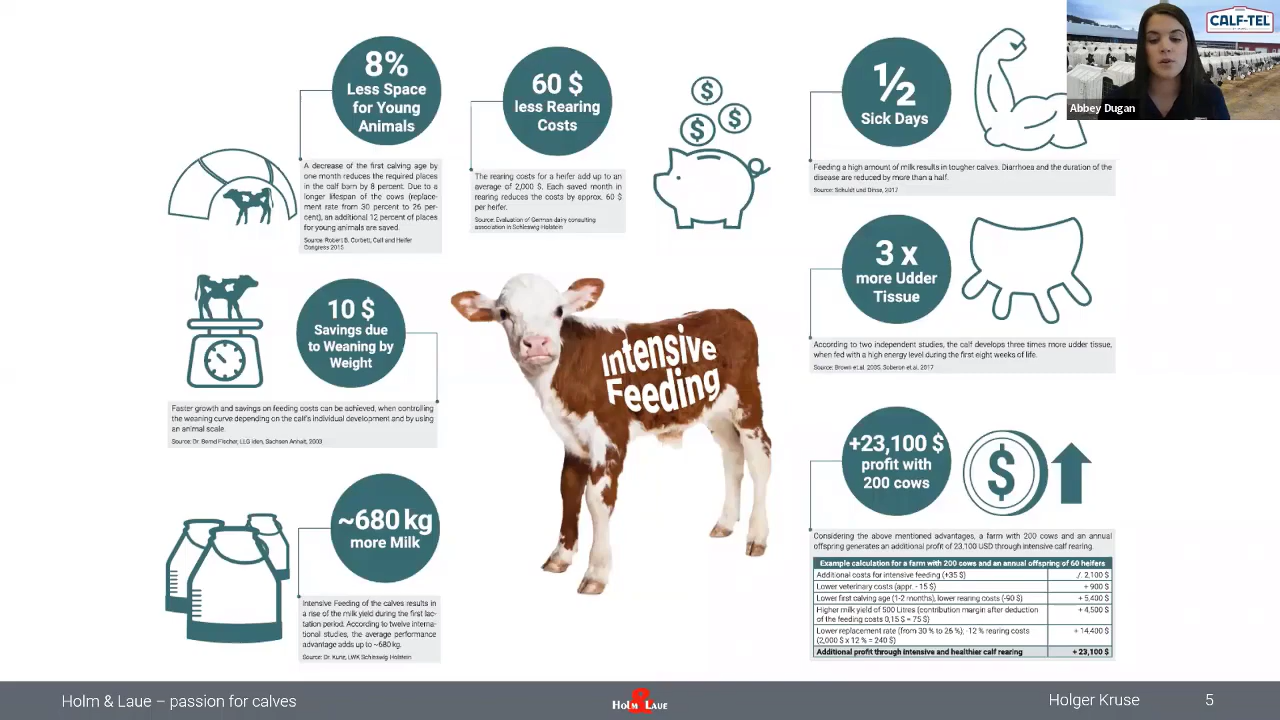 8%
Less Space
for Young
Animals
A decrease of the first calving age by
one month reduces the required places
in the calf barn by 8 percent. Due to a
longer lifespan of the cows (replace-
ment rate from 30 percent to 26 per-
cent), an additional 12 percent of places
for young animals are saved.
Source: Robert B. Corbett, Calf and Heifer
Congress 2015
60 $
less Rearing
Costs
The rearing costs for a heifer add up to an
average of 2,000 $. Each saved month in
rearing reduces the costs by approx. 60 $
per heifer.
Source: Evaluation of German dairy consulting
association in Schleswig Holstein
$
$
$
½
Sick Days
Feeding a high amount of milk results in tougher calves. Diarrhoea and the duration of the
disease are reduced by more than a half.
Source: und Dinse, 2017
CALF-TEL
Abbey Dugan
10 $
Savings due
to Weaning by
Weight
Faster growth and savings on feeding costs can be achieved, when controlling
the weaning curve depending on the calf's individual development and by using
an animal scale.
Source: Dr. Bernd Fischer, LLG Iden, Sachsen Anhalt, 2003
Intensive
Feeding
3 x
more Udder
Tissue
According to two independent studies, the calf develops three times more udder tissue,
when fed with a high energy level during the first eight weeks of life.
Source: Brown et.al. 2005, Soberon et.al. 2017
~680 kg
more Milk
Intensive Feeding of the calves results in
a rise of the milk yield during the first lac-
tation period. According to twelve interna-
tional studies, the average performance
advantage adds up to ~680 kg.
Source: Dr. Kunz, LWK Schleswig Holstein
+23,100 $
profit with
200 cows
$
Considering the above mentioned advantages, a farm with 200 cows and an annual
offspring generates an additional profit of 23.100 USD through intensive calf rearing.
Example calculation for a farm with 200 cows and an annual offspring of 60 heifers
Additional costs for intensive feeding (+35 $) ./. 2,100 $
Lower veterinary costs (appr. - 15 $) + 900 $
Lower first calving age (1-2 months), lower rearing costs (-90 $) + 5,400 $
Higher milk yield of 500 Litres (contribution margin after deduction + 4,500 $
of the feeding costs 0,15 $ = 75 $)
Lower replacement rate (from 30 % to 26 %); -12 % rearing costs + 14,400 $
(2,000 $ x 12 % = 240 $)
Additional profit through intensive and healthier calf rearing + 23,100 $
Holm & Laue – passion for calves
Holm & Laue
Holger Kruse
5